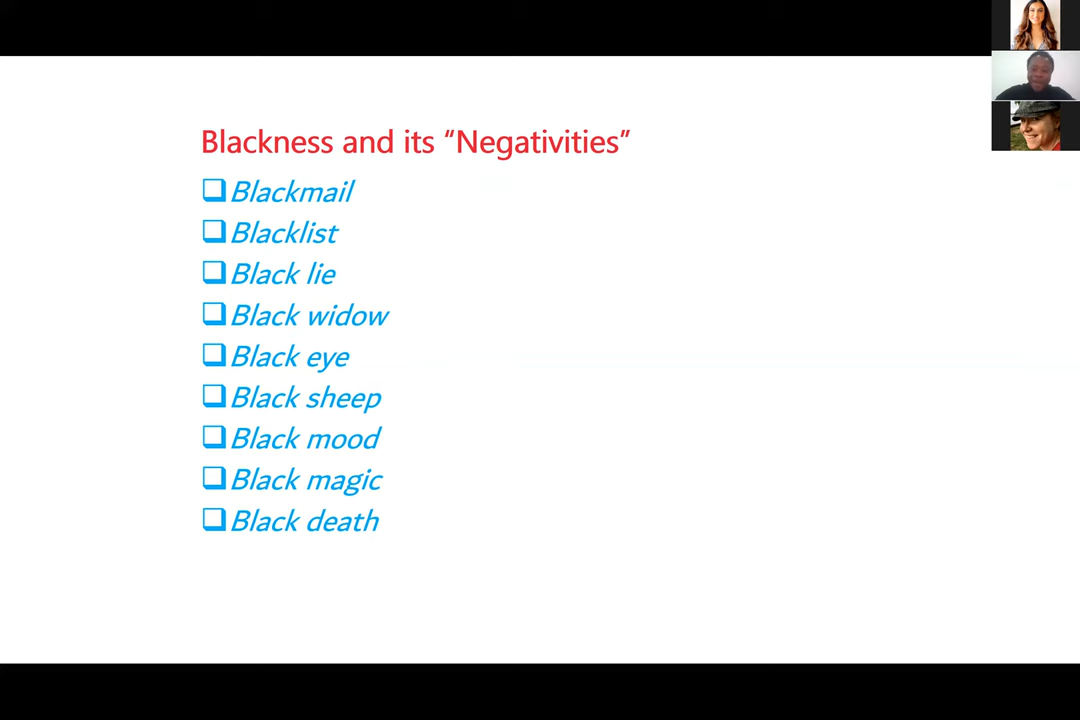 Blackness and its “Negativities”
Blackmail
Blacklist
Black lie
Black widow
Black eye
Black sheep
Black mood
Black magic
Black death